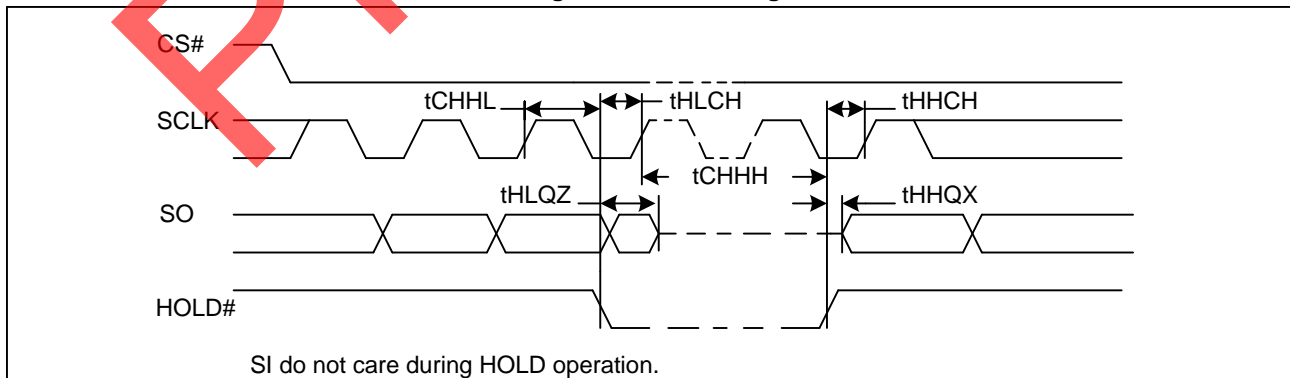 CS#
tCHHL
tHLCH
tHHCH
SCLK
tCHHH
tHLQZ
tHHQX
SO
HOLD#
SI do not care during HOLD operation.